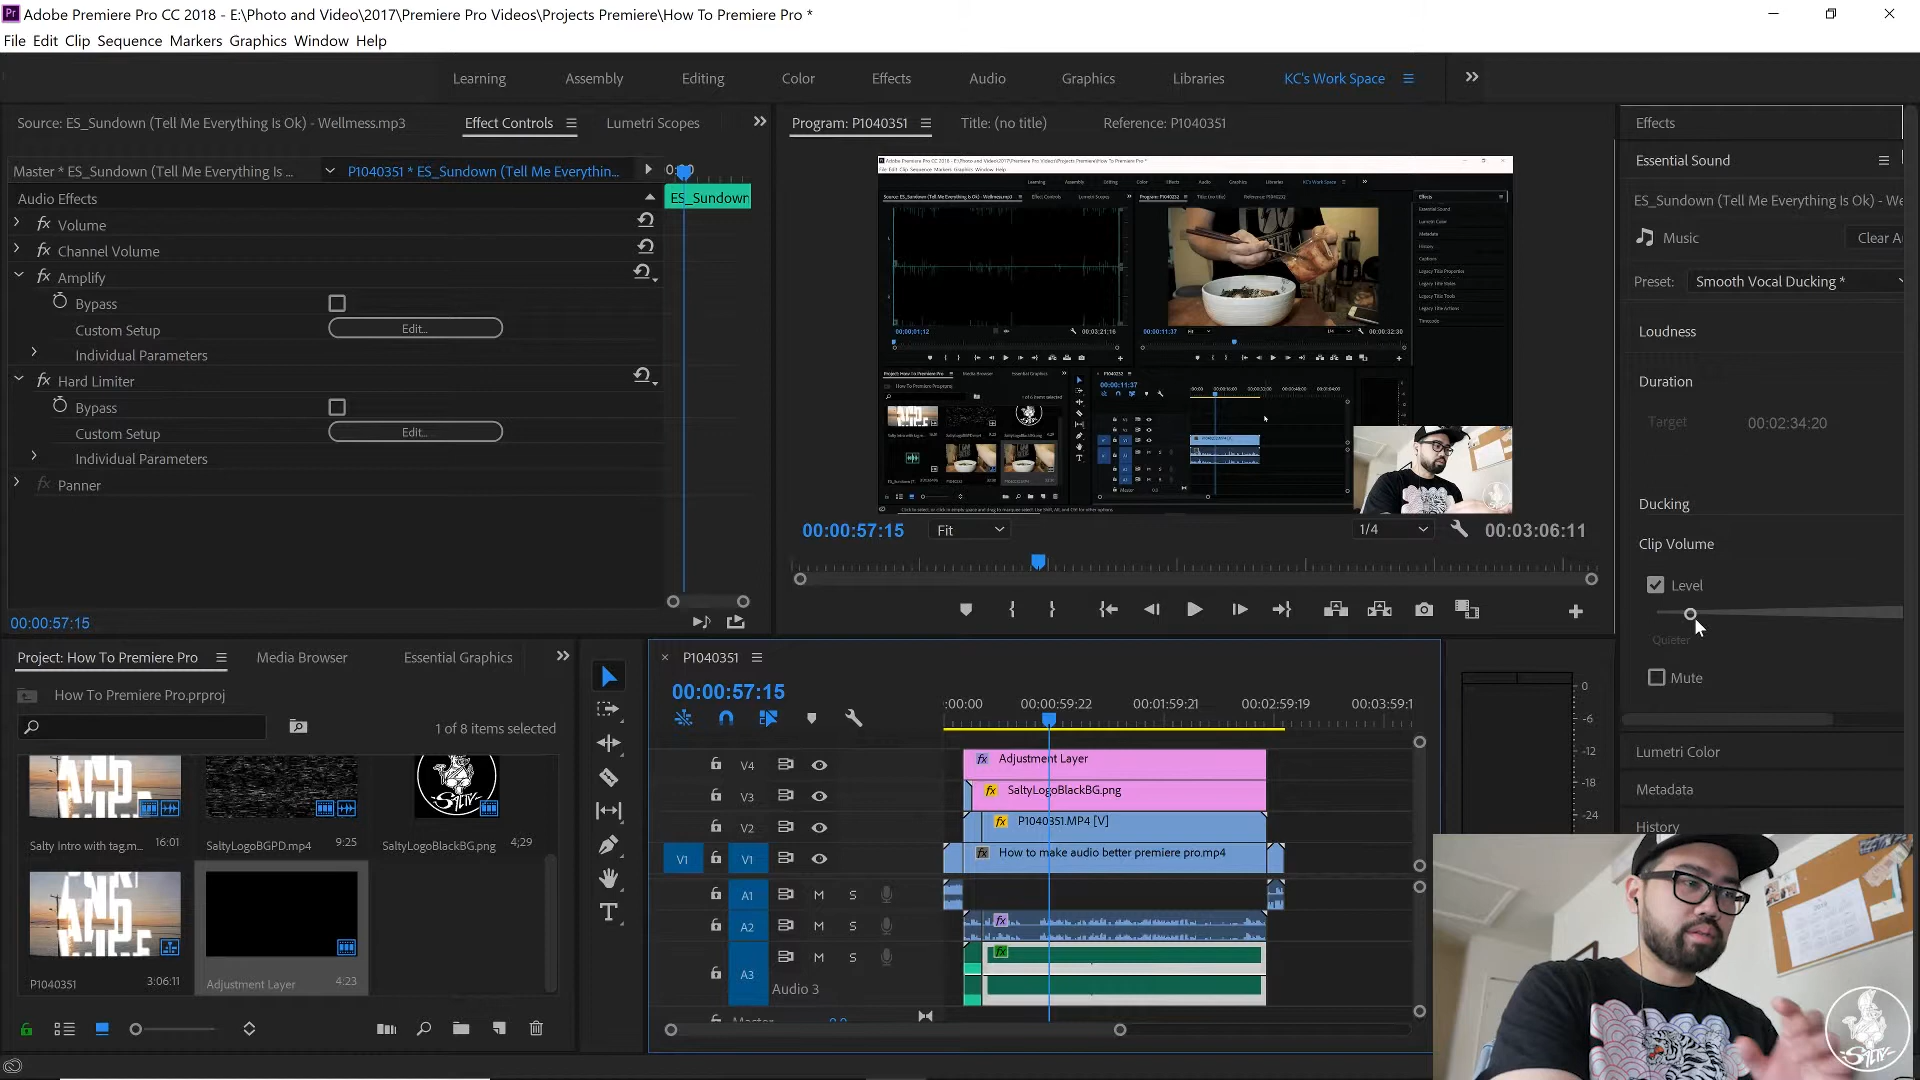 Adobe Premiere Pro CC 2018 - E:\Photo and Video\2017\Premiere Pro Videos\Projects Premiere\How To Premiere Pro *
File Edit Clip Sequence Markers Graphics Window Help
Learning Assembly Editing Color Effects Audio Graphics Libraries KC's Work Space
Source: ES_Sundown (Tell Me Everything Is Ok) - Wellmess.mp3 Effect Controls Lumetri Scopes
Program: P1040351 Title: (no title) Reference: P1040351
Effects
Essential Sound
Master * ES_Sundown (Tell Me Everything Is ... P1040351 * ES_Sundown (Tell Me Everythin...
Audio Effects
ES_Sundown
Volume
Channel Volume
Amplify
Bypass
Custom Setup Edit...
Individual Parameters
Hard Limiter
Bypass
Custom Setup Edit...
Individual Parameters
Panner
00:00:57:15
ES_Sundown (Tell Me Everything Is Ok) - We
Music Clear Au
Preset: Smooth Vocal Ducking *
Loudness
Duration
Target 00:02:34:20
Ducking
Clip Volume
Level
Quieter
Mute
Lumetri Color
Metadata
History
00:00:57:15 Fit 1/4 00:03:06:11
Project: How To Premiere Pro Media Browser Essential Graphics
How To Premiere Pro.prproj
1 of 8 items selected
Salty Intro with tag.m... 16:01
SaltyLogoBGPD.mp4 9:25
SaltyLogoBlackBG.png 4;29
P1040351 3:06:11
Adjustment Layer 4:23
P1040351
00:00:57:15
:00:00 00:00:59:22 00:01:59:21 00:02:59:19 00:03:59:1
V4 Adjustment Layer
V3 SaltyLogoBlackBG.png
V2 P1040351.MP4 [V]
V1 V1 How to make audio better premiere pro.mp4
A1 M S
A2 M S
A3 M S
Audio 3
Master 0.0
0
-6
-12
-18
-24
SALTY